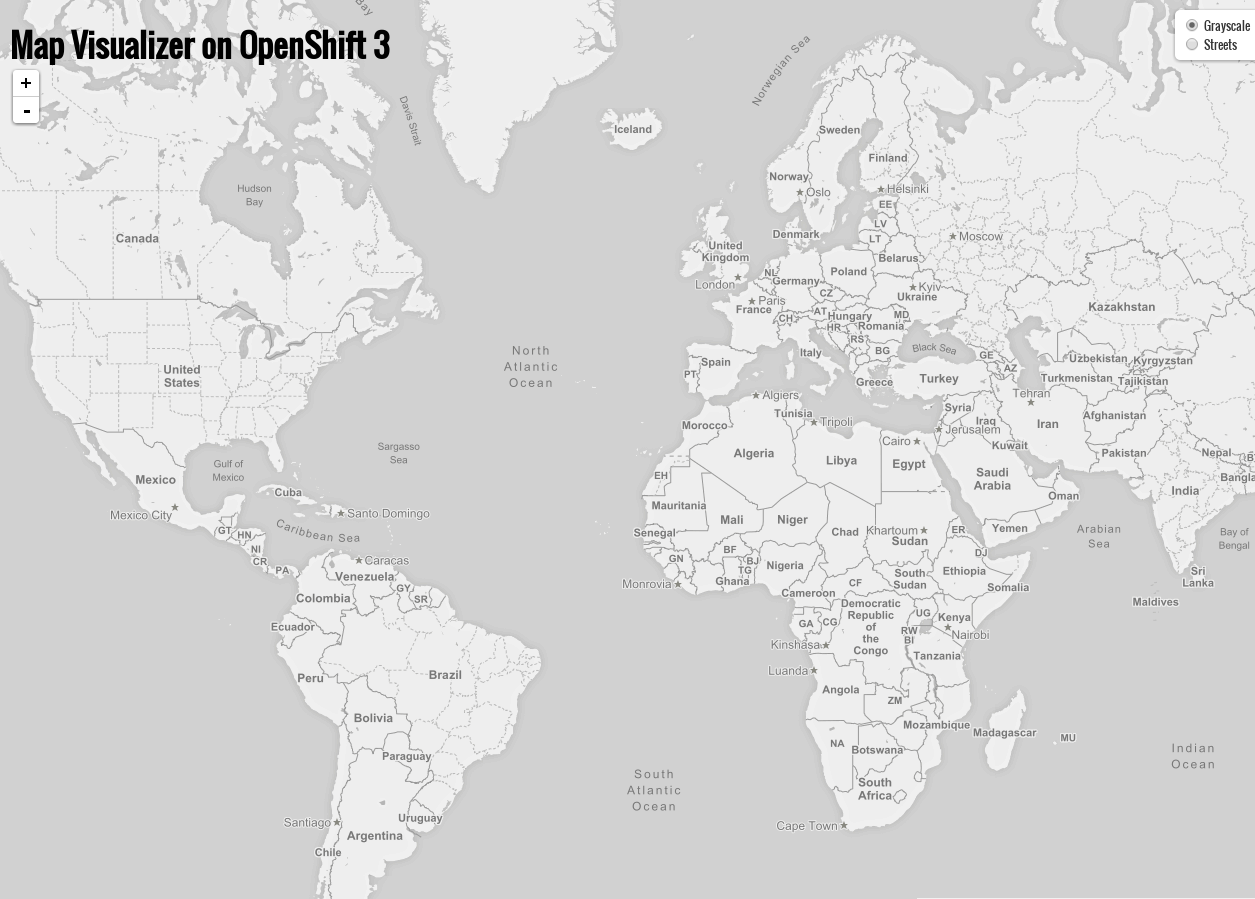 Map Visualizer on OpenShift 3
+
-
Grayscale
Streets
Bay
Davis Strait
Norwegian Sea
Iceland
Sweden
Finland
Norway
Oslo
Helsinki
Hudson
Bay
EE
LV
LT
Canada
Denmark
Moscow
United
Kingdom
Belarus
NL
Poland
London
Germany
Kyiv
CZ
Ukraine
Paris
France
Kazakhstan
CH
AT
Hungary
MD
HR
Romania
RS
BG
Black Sea
GE
AZ
Italy
Uzbekistan
Kyrgyzstan
North
Atlantic
Ocean
Spain
PT
Greece
Turkey
Turkmenistan
Tajikistan
United
States
Algiers
Tehran
Tunisia
Tripoli
Syria
Iraq
Iran
Afghanistan
Morocco
Jerusalem
Cairo
Kuwait
Sargasso
Sea
Algeria
Libya
Egypt
Pakistan
Nepal
B
Gulf of
Mexico
Mexico
EH
Saudi
Arabia
Bangla
India
Cuba
Oman
Mexico City
Santo Domingo
Mauritania
Mali
Niger
Chad
Khartoum
Sudan
ER
Yemen
Arabian
Sea
Bay of
Bengal
GT
HN
Caribbean Sea
Senegal
NI
CR
PA
Caracas
GN
BF
BJ
TG
Ghana
Nigeria
DJ
Venezuela
GY
SR
Monrovia
Cameroon
CF
South
Sudan
Ethiopia
Somalia
Sri
Lanka
Colombia
Maldives
Democratic
Republic
of
the
Congo
UG
Kenya
Ecuador
GA
CG
RW
BI
Nairobi
Kinshasa
Tanzania
Peru
Brazil
Luanda
Angola
ZM
Bolivia
Mozambique
Madagascar
MU
NA
Botswana
Paraguay
South
Atlantic
Ocean
South
Africa
Indian
Ocean
Santiago
Uruguay
Cape Town
Argentina
Chile